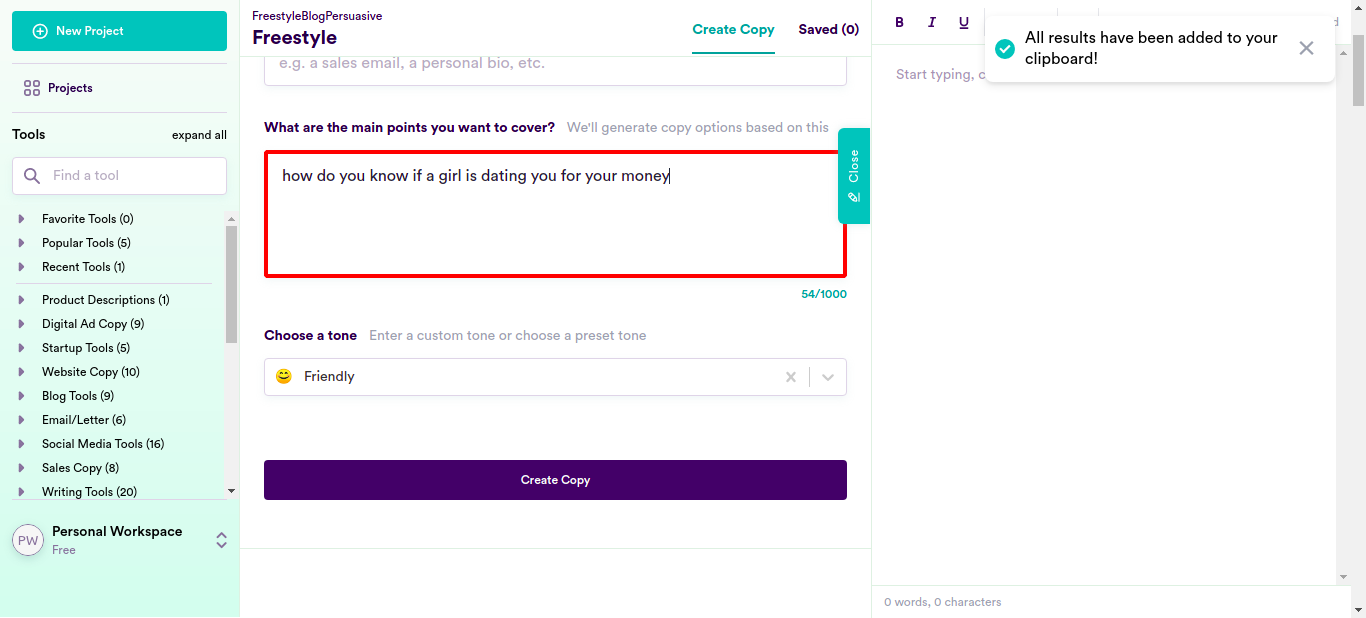 New Project
Projects
Tools
expand all
Find a tool
Favorite Tools (0)
Popular Tools (5)
Recent Tools (1)
Product Descriptions (1)
Digital Ad Copy (9)
Startup Tools (5)
Website Copy (10)
Blog Tools (9)
Email/Letter (6)
Social Media Tools (16)
Sales Copy (8)
Writing Tools (20)
PW
Personal Workspace
Free
FreestyleBlogPersuasive
Freestyle
Create Copy
Saved (0)
e.g. a sales email, a personal bio, etc.
What are the main points you want to cover?
We'll generate copy options based on this
how do you know if a girl is dating you for your money
54/1000
Close
Choose a tone
Enter a custom tone or choose a preset tone
Friendly
Create Copy
B I U
All results have been added to your
clipboard!
Start typing,
0 words, 0 characters